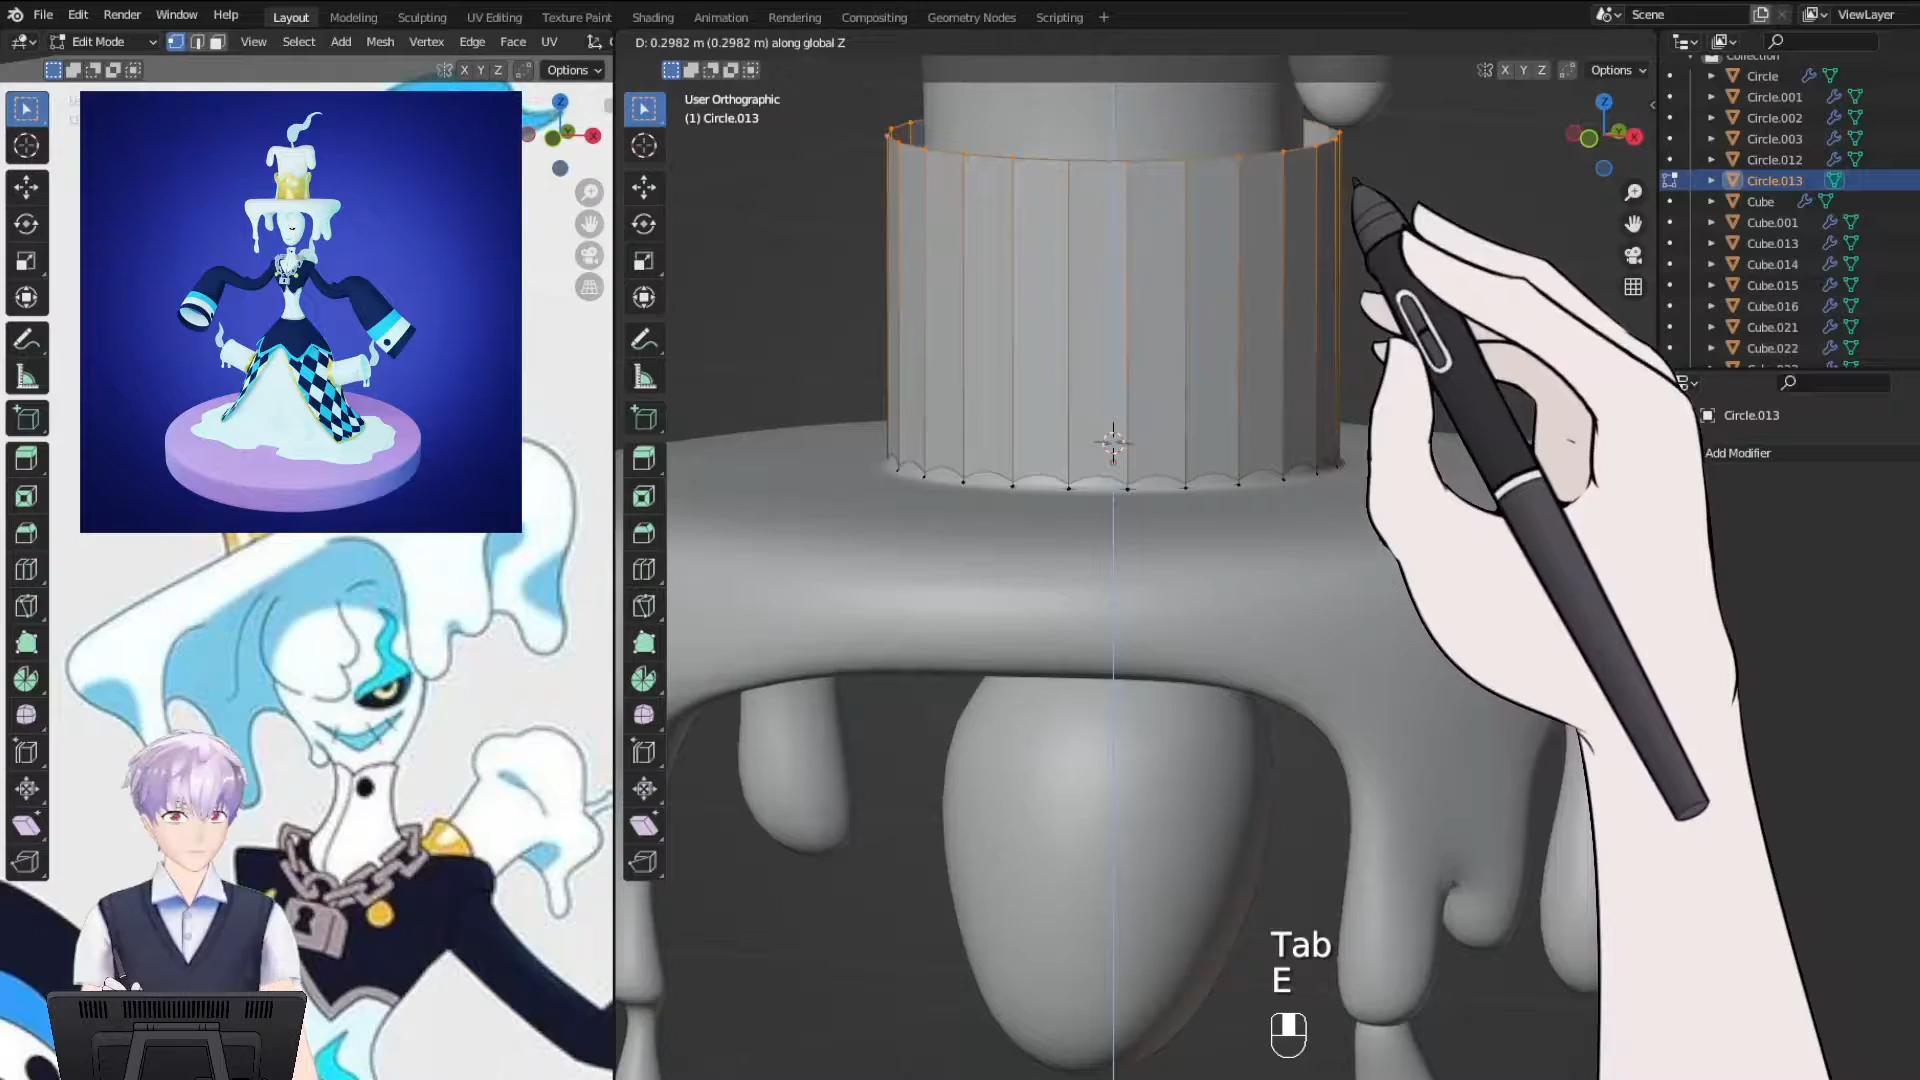 File Edit Render Window Help
Layout Modeling Sculpting UV Editing Texture Paint Shading Animation Rendering Compositing Geometry Nodes Scripting +
Scene
ViewLayer
Edit Mode
View Select Add Mesh Vertex Edge Face UV
D: 0.2982 m (0.2982 m) along global Z
X Y Z
Options
X Y Z
Options
User Orthographic
(1) Circle.013
Z
X
Z
X
Collection
Circle
Circle.001
Circle.002
Circle.003
Circle.012
Circle.013
Cube
Cube.001
Cube.013
Cube.014
Cube.015
Cube.016
Cube.021
Cube.022
Circle.013
Add Modifier
Tab
E